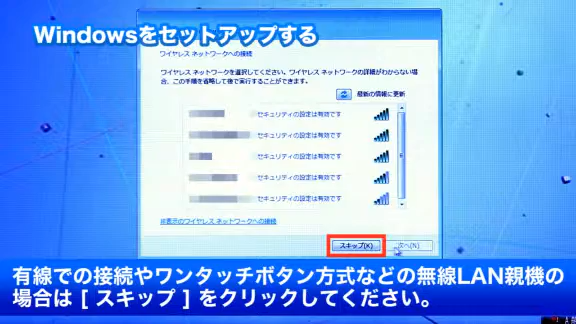 Windowsをセットアップする
ワイヤレス ネットワークへの接続
ワイヤレス ネットワークを選択してください。ワイヤレス ネットワークの詳細がわからない場
合、この手順を省略して後で実行することができます。
最新の情報に更新
セキュリティの設定は有効です
セキュリティの設定は有効です
セキュリティの設定は有効です
セキュリティの設定は有効です
セキュリティの設定は有効です
非表示のワイヤレス ネットワークへの接続
スキップ(K)
次へ(N)
有線での接続やワンタッチボタン方式などの無線LAN親機の
場合は [ スキップ ] をクリックしてください。